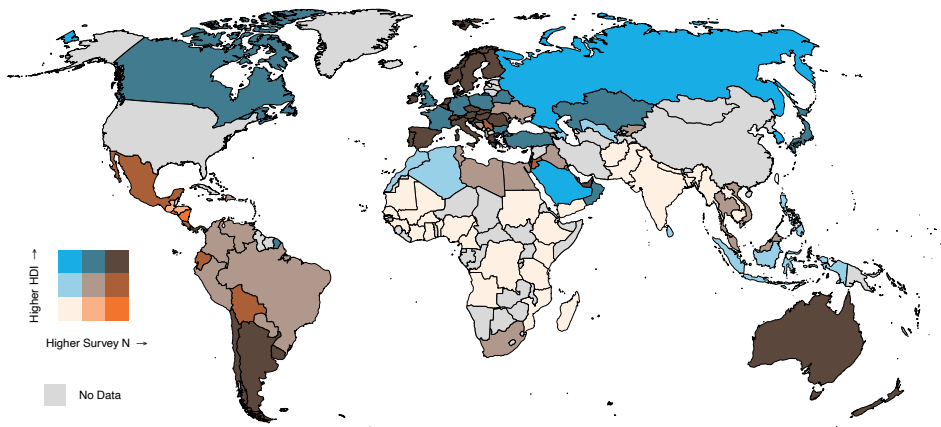 Higher HDI →
Higher Survey N →
No Data